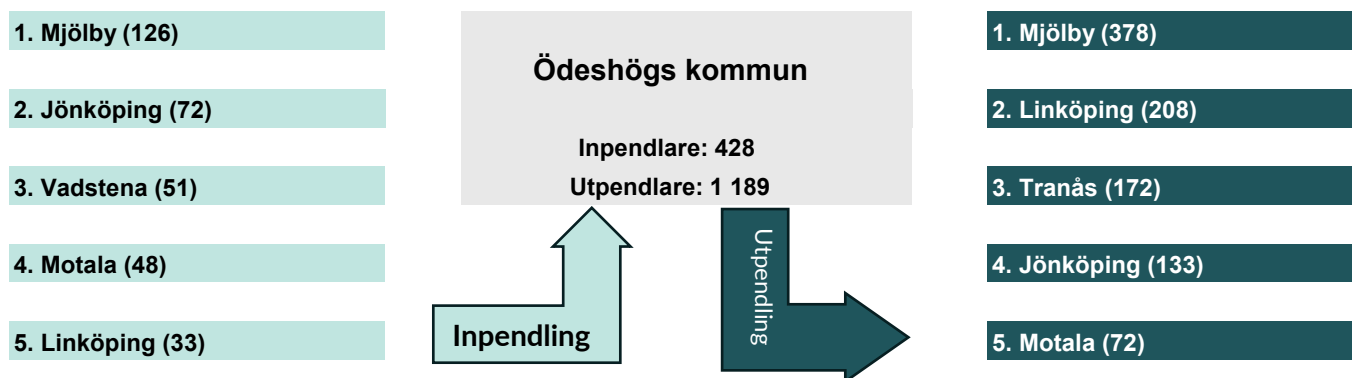 1. Mjölby (126)
2. Jönköping (72)
3. Vadstena (51)
4. Motala (48)
5. Linköping (33)
Ödeshögs kommun
Inpendlare: 428
Utpendlare: 1 189
Inpendling
Utpendling
1. Mjölby (378)
2. Linköping (208)
3. Tranås (172)
4. Jönköping (133)
5. Motala (72)